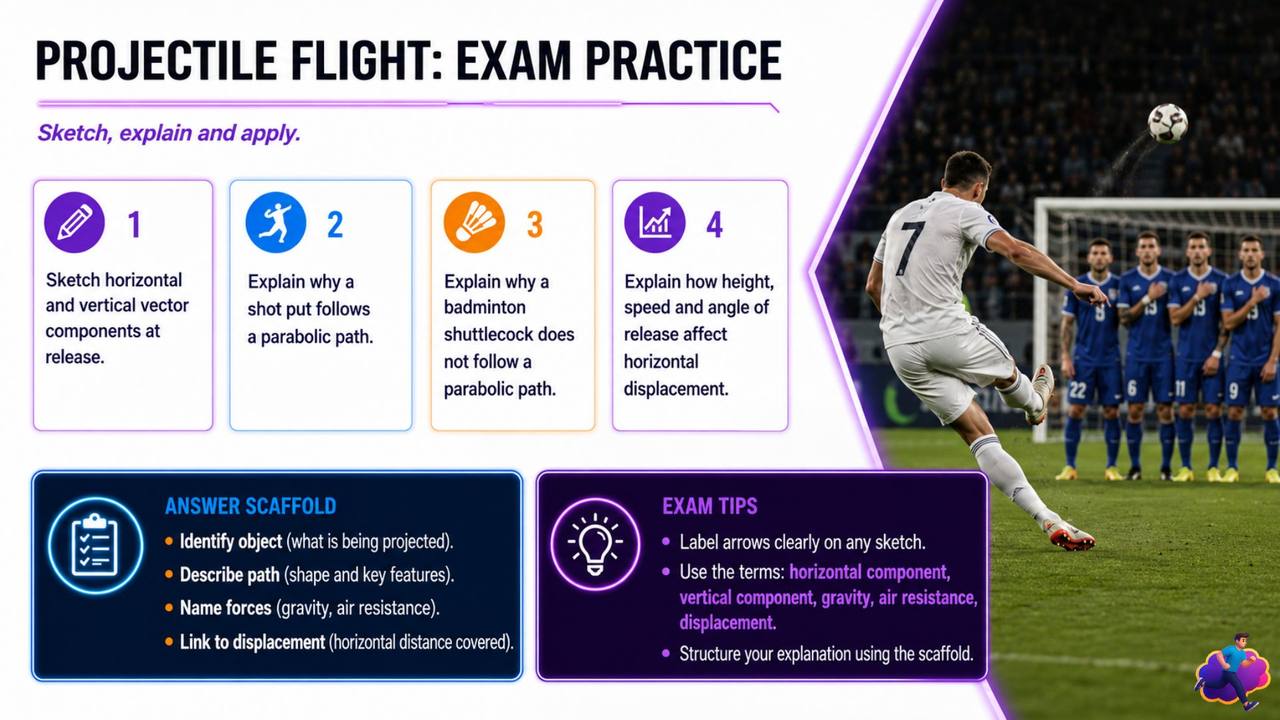 PROJECTILE FLIGHT: EXAM PRACTICE
Sketch, explain and apply.
1
Sketch horizontal
and vertical vector
components at
release.
2
Explain why a
shot put follows
a parabolic path.
3
Explain why a
badminton
shuttlecock does
not follow a
parabolic path.
4
Explain how height,
speed and angle of
release affect
horizontal
displacement.
ANSWER SCAFFOLD
Identify object (what is being projected).
Describe path (shape and key features).
Name forces (gravity, air resistance).
Link to displacement (horizontal distance covered).
EXAM TIPS
Label arrows clearly on any sketch.
Use the terms: horizontal component,
vertical component, gravity, air resistance,
displacement.
Structure your explanation using the scaffold.
7
22
6
11
9